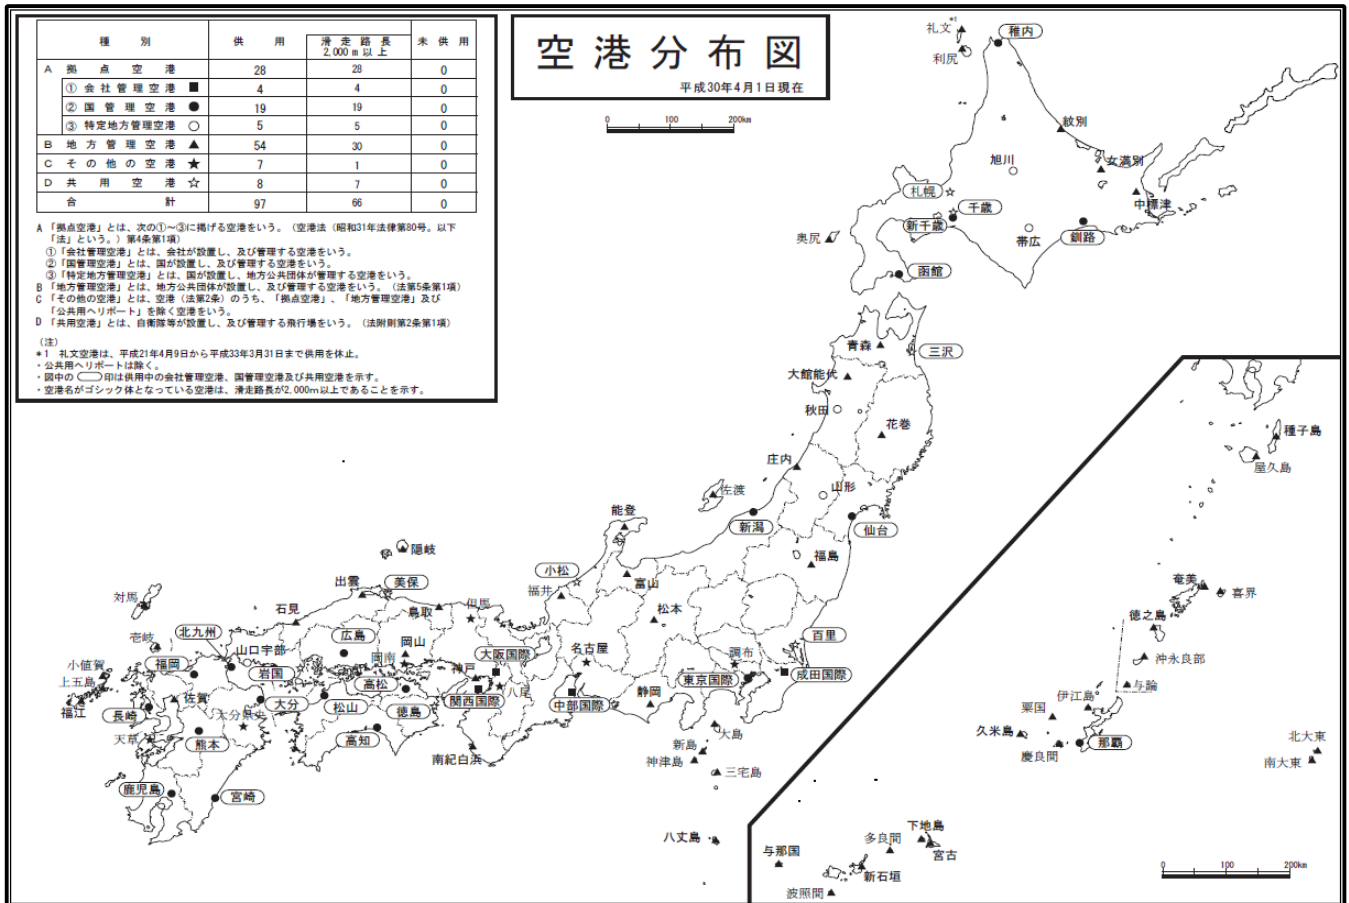 種別 供用 滑走路長2,000m以上 未供用
A 拠点空港 28 28 0
①会社管理空港 ■ 4 4 0
②国管理空港 ● 19 19 0
③特定地方管理空港 ○ 5 5 0
B 地方管理空港 ▲ 54 30 0
C その他の空港 ★ 7 1 0
D 共用空港 ☆ 8 7 0
合計 97 66 0
A 「拠点空港」とは、次の①～③に掲げる空港をいう。（空港法（昭和31年法律第80号。以下
「法」という。）第4条第1項）
①「会社管理空港」とは、会社が設置し、及び管理する空港をいう。
②「国管理空港」とは、国が設置し、及び管理する空港をいう。
③「特定地方管理空港」とは、国が設置し、地方公共団体が管理する空港をいう。
B 「地方管理空港」とは、地方公共団体が設置し、及び管理する空港をいう。（法第5条第1項）
C 「その他の空港」とは、空港（法第2条）のうち、「拠点空港」、「地方管理空港」及び
「公共用ヘリポート」を除く空港をいう。
D 「共用空港」とは、自衛隊等が設置し、及び管理する飛行場をいう。（法附則第2条第1項）
（注）
*1 礼文空港は、平成21年4月9日から平成33年3月31日まで供用を休止。
・公共用ヘリポートは除く。
・図中の印は供用中の会社管理空港、国管理空港及び共用空港を示す。
・空港名がゴシック体となっている空港は、滑走路長が2,000m以上であることを示す。
空港分布図
平成30年4月1日現在
0 100 200km
礼文*1
稚内
利尻
紋別
旭川
女満別
札幌
中標津
千歳
新千歳
帯広
釧路
奥尻
函館
青森
三沢
大館能代
秋田
花巻
庄内
山形
佐渡
新潟
仙台
能登
福島
隠岐
小松
富山
福井
松本
出雲
美保
対馬
石見
鳥取
但馬
百里
壱岐
北九州
山口宇部
広島
岡山
岡南
大阪国際
名古屋
調布
小値賀
上五島
福岡
岩国
神戸
東京国際
成田国際
福江
佐賀
大分
高松
八尾
静岡
長崎
大分県央
松山
徳島
関西国際
中部国際
天草
熊本
高知
南紀白浜
大島
新島
神津島
三宅島
鹿児島
宮崎
八丈島
種子島
屋久島
奄美
喜界
徳之島
沖永良部
与論
伊江島
粟国
久米島
慶良間
那覇
北大東
南大東
下地島
多良間
宮古
与那国
新石垣
波照間
0 100 200km